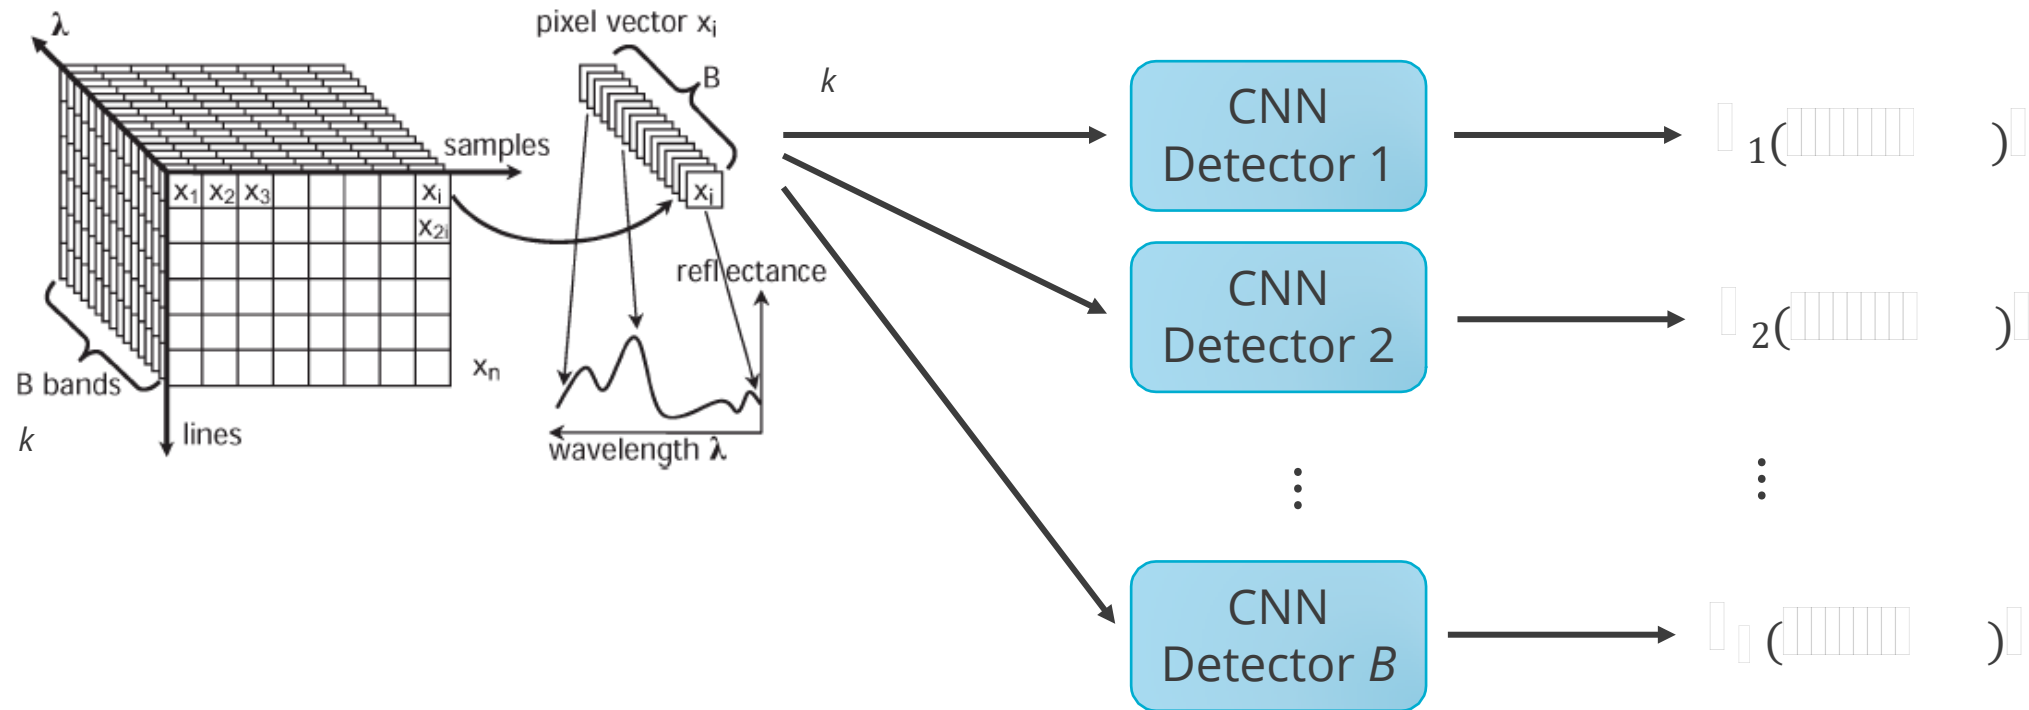 λ
pixel vector xᵢ
B
k
samples
x₁ x₂ x₃ xᵢ
x₂ᵢ
xᵢ
reflectance
B bands
xₙ
k
lines
wavelength λ
CNN
Detector 1
1( )
CNN
Detector 2
2( )
⋮ ⋮
CNN
Detector B
( )